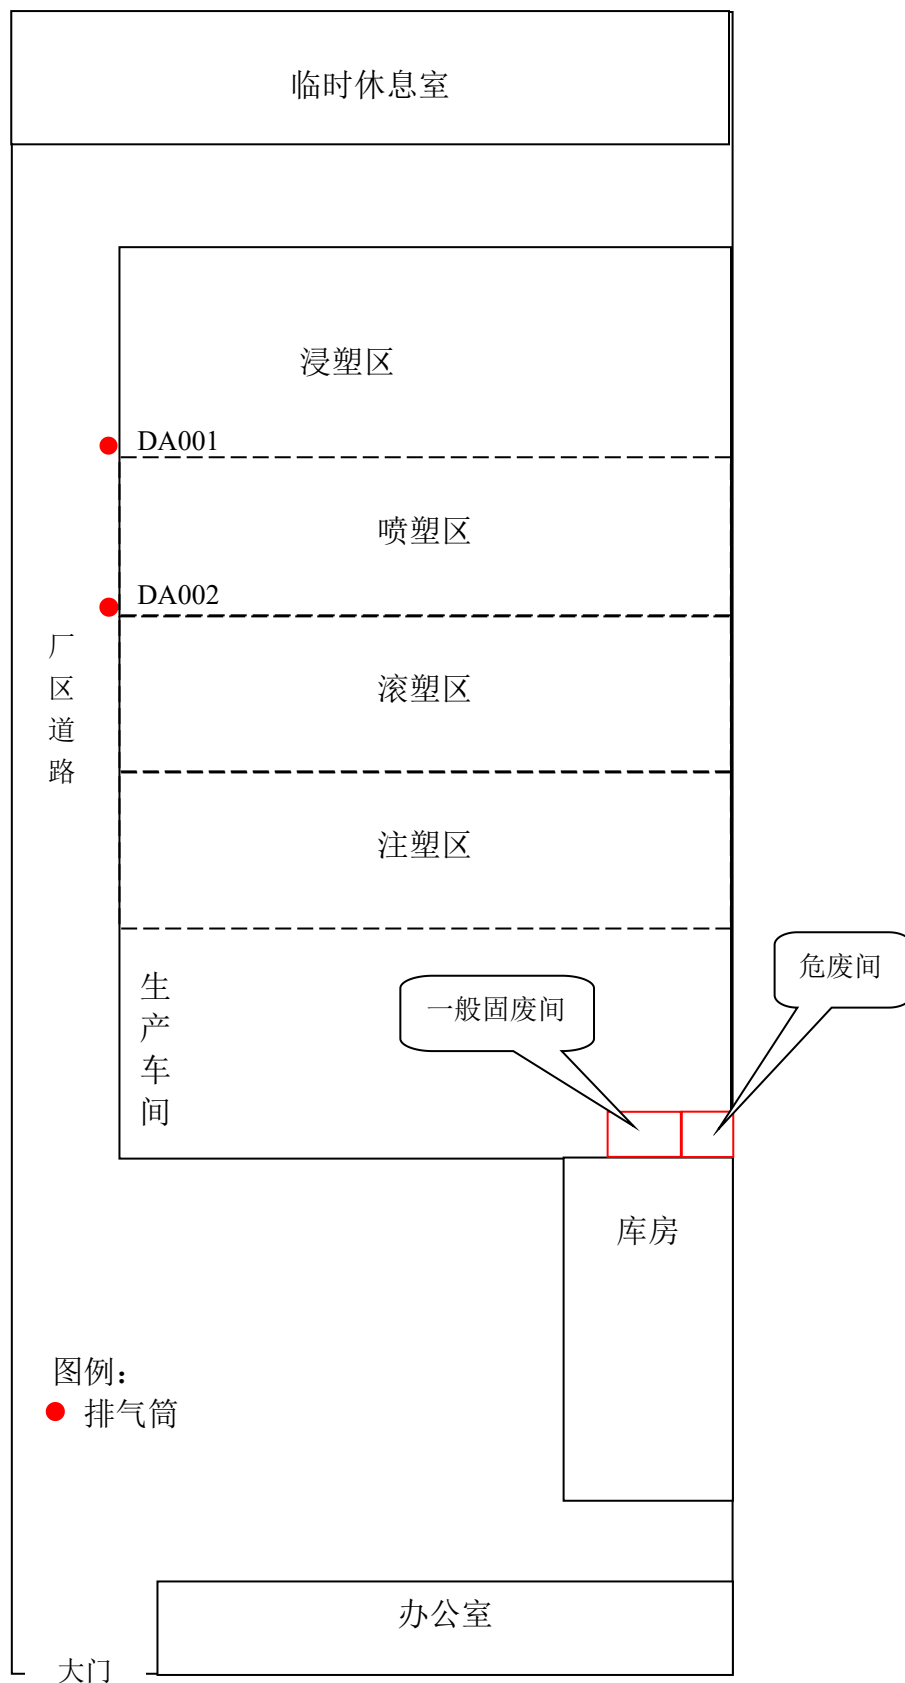 临时休息室
浸塑区
DA001
喷塑区
DA002
厂区道路
滚塑区
注塑区
危废间
一般固废间
生产车间
库房
图例：
排气筒
办公室
大门